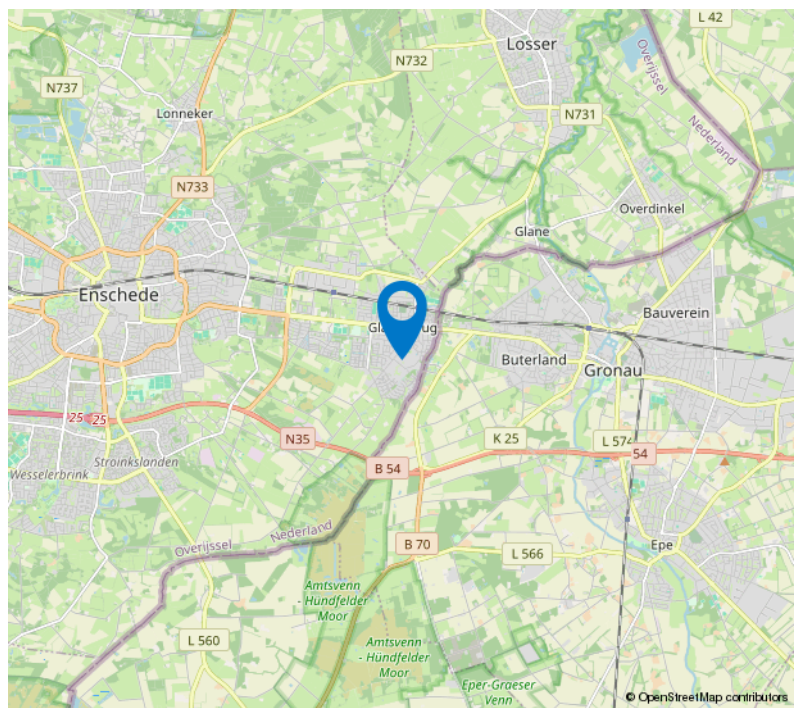 L 42
Losser
N732
Overijssel
N737
Lonneker
N731
Nederland
N733
Overdinkel
Glane
Enschede
Bauverein
Buterland
Gronau
N35
K 25
L 574
25
25
54
B 54
Stroinkslanden
Wesselerbrink
Overijssel
Nederland
B 70
L 566
Epe
Amtsvenn
- Hündfelder
Moor
L 560
Amtsvenn
- Hündfelder
Moor
Eper-Graeser
Venn
© OpenStreetMap contributors